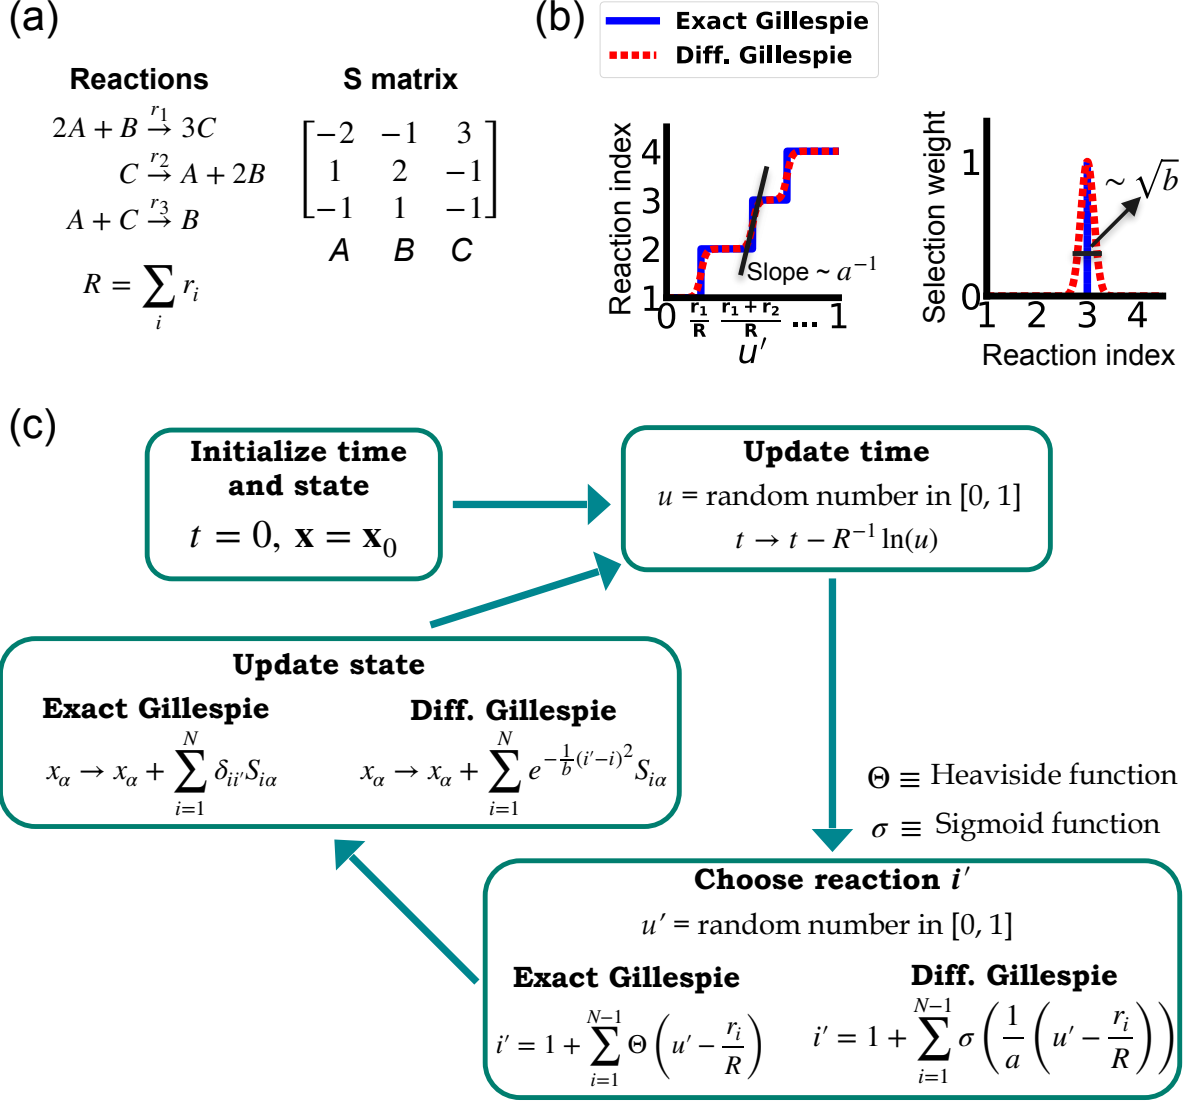 (a)
Reactions
2A + B →^{r_1} 3C
C →^{r_2} A + 2B
A + C →^{r_3} B
R = ∑_i r_i
S matrix
[−2 −1 3
1 2 −1
−1 1 −1]
A B C
(b)
Exact Gillespie
Diff. Gillespie
Reaction index
4
3
2
1
Slope ~ a^{−1}
0 r_1/R (r_1 + r_2)/R ... 1
u′
Selection weight
1
0
~ √b
1 2 3 4
Reaction index
(c)
Initialize time
and state
t = 0, x = x_0
Update time
u = random number in [0, 1]
t → t − R^{−1} ln(u)
Update state
Exact Gillespie
x_α → x_α + ∑_{i=1}^{N} δ_{ii′} S_{iα}
Diff. Gillespie
x_α → x_α + ∑_{i=1}^{N} e^{−\frac{1}{b}(i′−i)^2} S_{iα}
Θ ≡ Heaviside function
σ ≡ Sigmoid function
Choose reaction i′
u′ = random number in [0, 1]
Exact Gillespie
i′ = 1 + ∑_{i=1}^{N−1} Θ(u′ − r_i/R)
Diff. Gillespie
i′ = 1 + ∑_{i=1}^{N−1} σ(1/a (u′ − r_i/R))